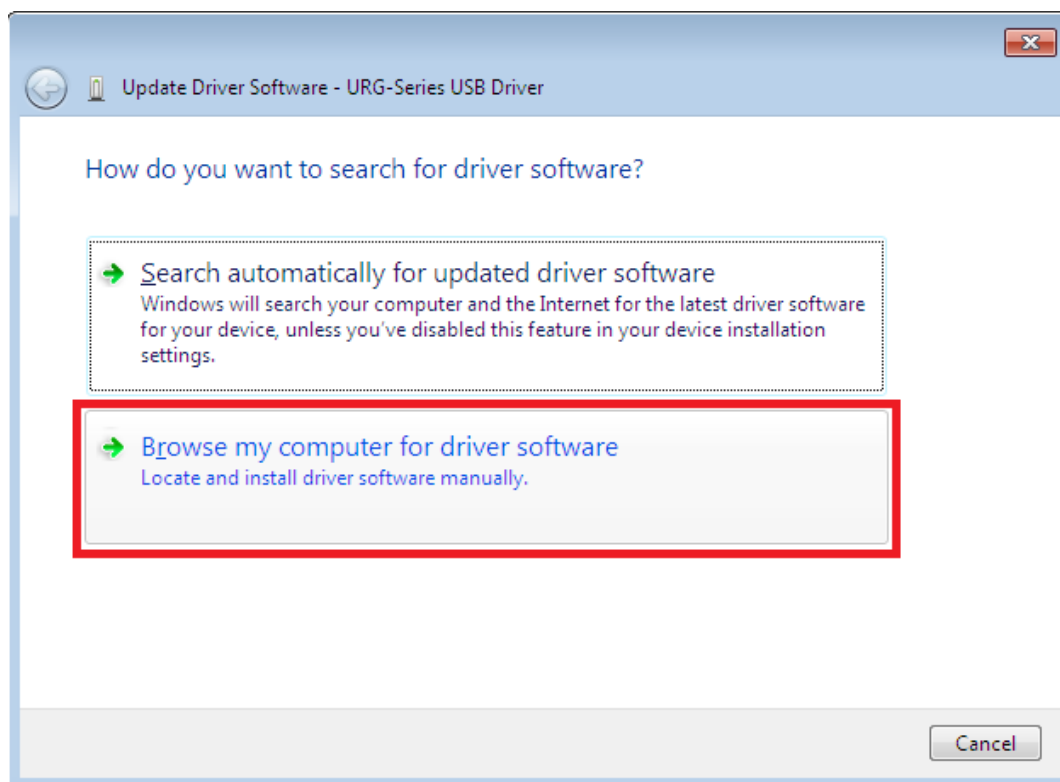 Update Driver Software - URG-Series USB Driver
How do you want to search for driver software?
Search automatically for updated driver software
Windows will search your computer and the Internet for the latest driver software
for your device, unless you've disabled this feature in your device installation
settings.
Browse my computer for driver software
Locate and install driver software manually.
Cancel